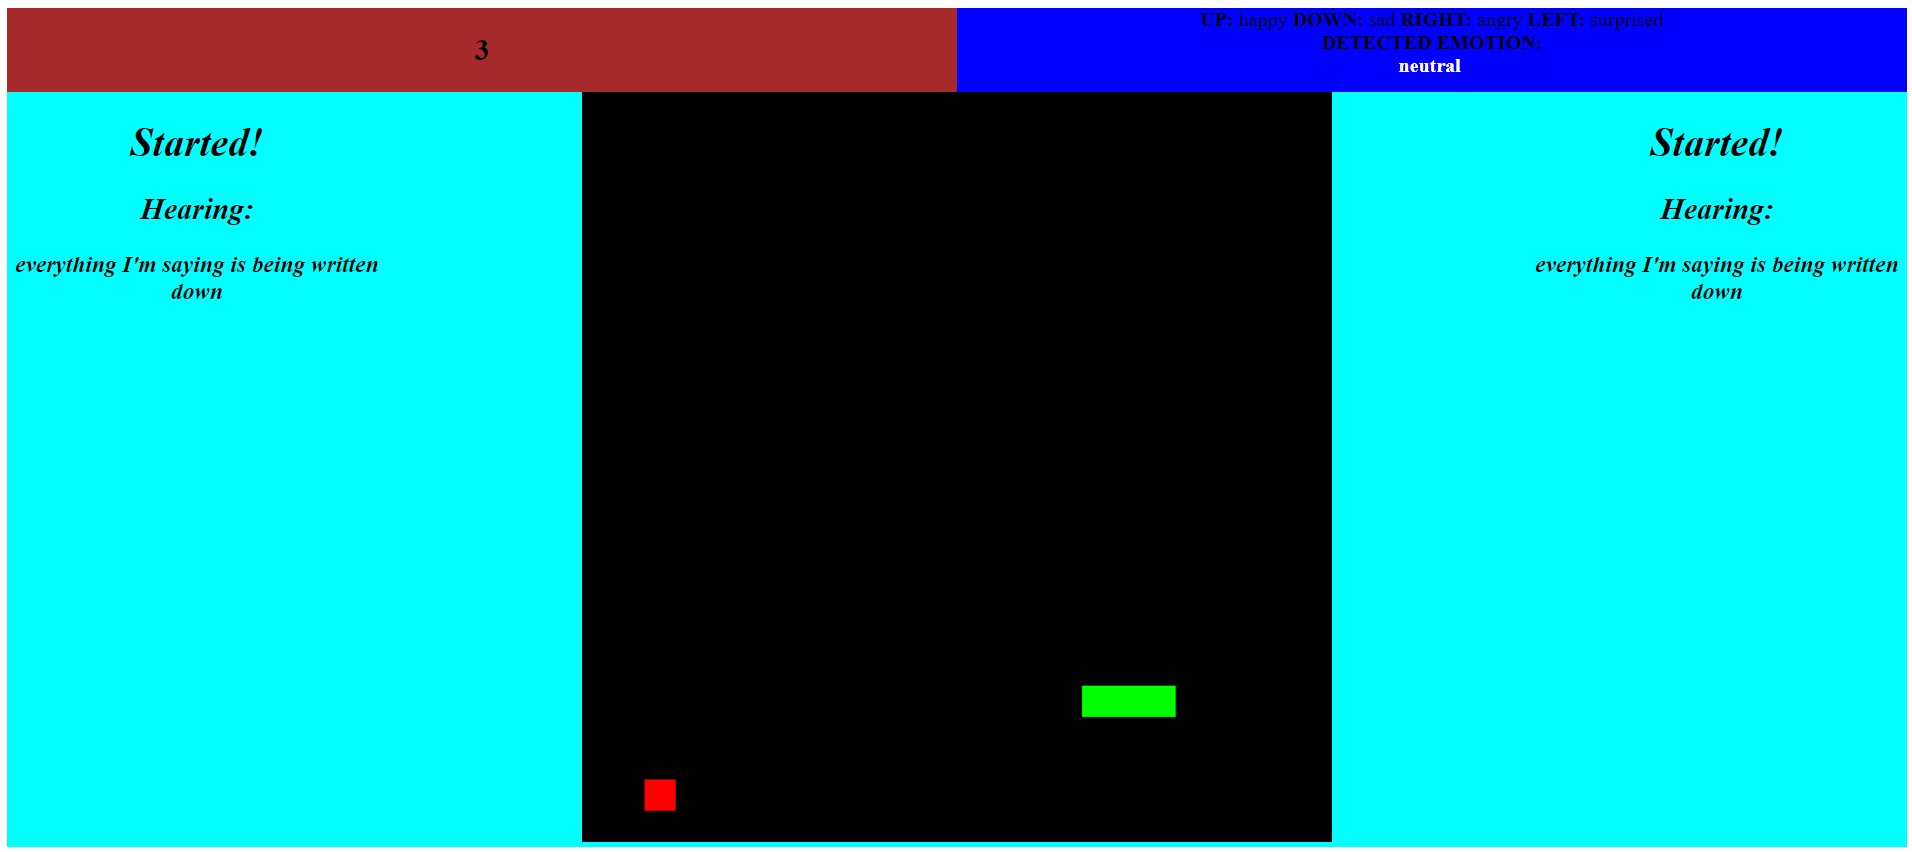 3
UP: happy DOWN: sad RIGHT: angry LEFT: surprised
DETECTED EMOTION:
neutral
Started!
Hearing:
everything I'm saying is being written
down
Started!
Hearing:
everything I'm saying is being written
down